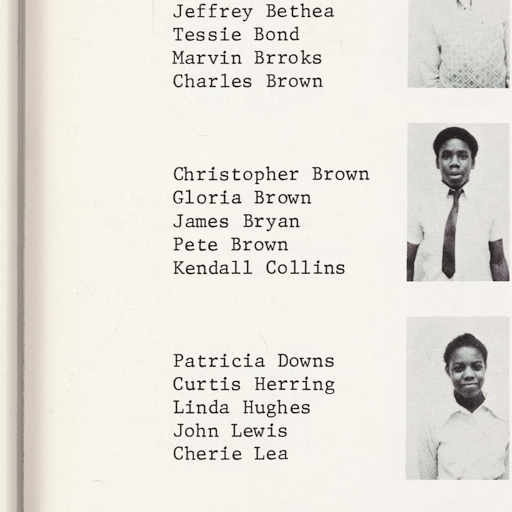 Jeffrey Bethea
Tessie Bond
Marvin Brroks
Charles Brown
Christopher Brown
Gloria Brown
James Bryan
Pete Brown
Kendall Collins
Patricia Downs
Curtis Herring
Linda Hughes
John Lewis
Cherie Lea